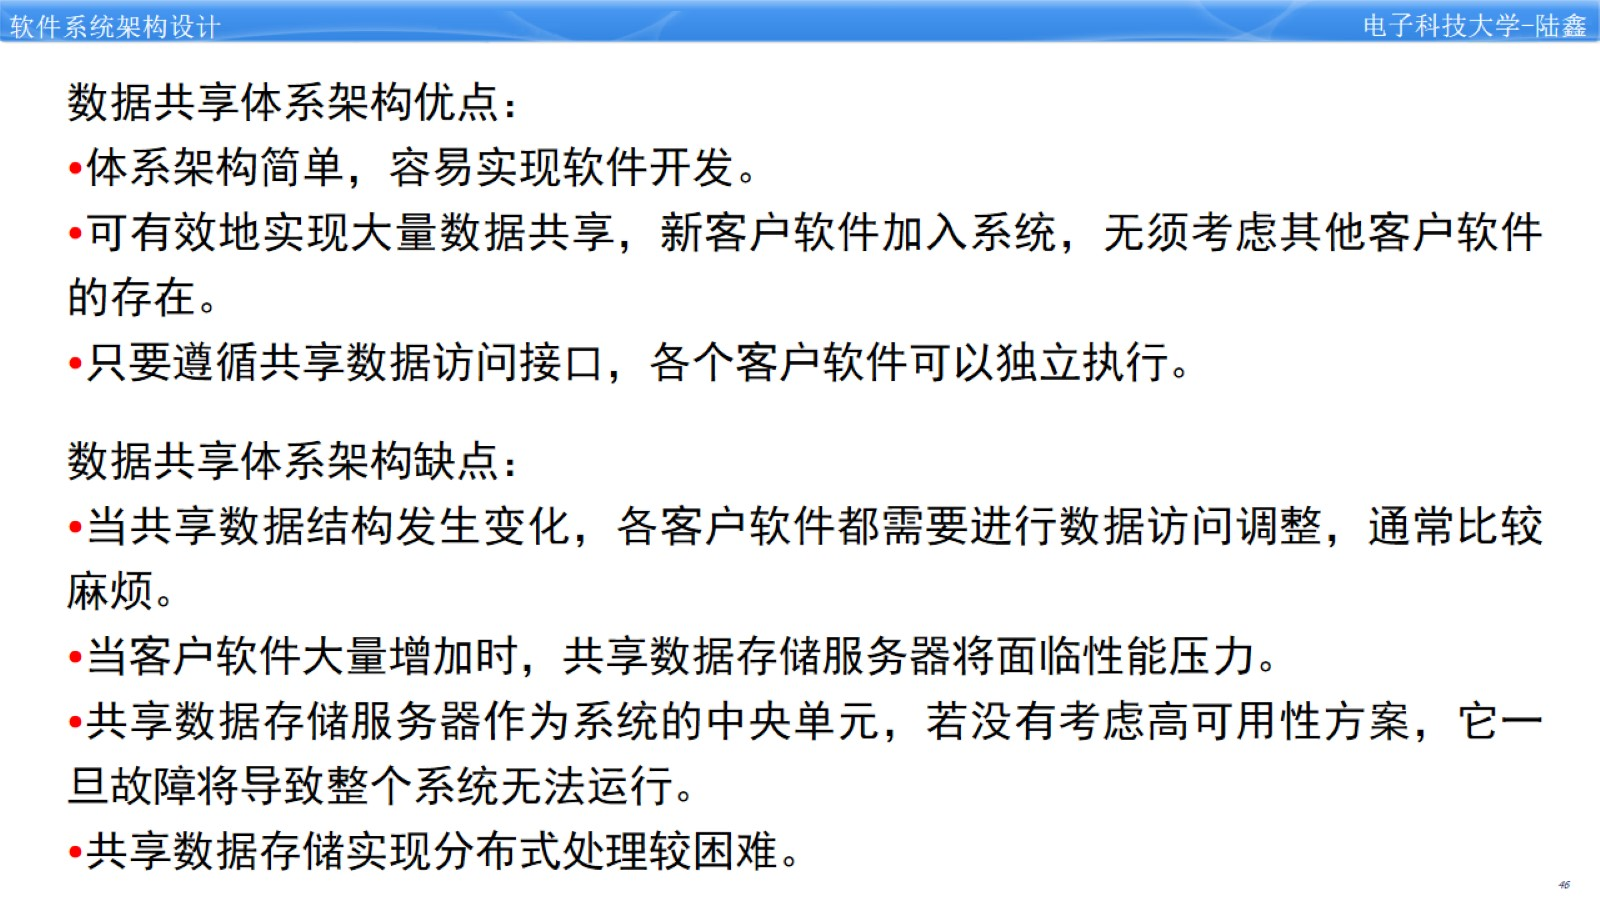 软件系统架构设计
电子科技大学-陆鑫
数据共享体系架构优点：
•体系架构简单，容易实现软件开发。
•可有效地实现大量数据共享，新客户软件加入系统，无须考虑其他客户软件
的存在。
•只要遵循共享数据访问接口，各个客户软件可以独立执行。
数据共享体系架构缺点：
•当共享数据结构发生变化，各客户软件都需要进行数据访问调整，通常比较
麻烦。
•当客户软件大量增加时，共享数据存储服务器将面临性能压力。
•共享数据存储服务器作为系统的中央单元，若没有考虑高可用性方案，它一
旦故障将导致整个系统无法运行。
•共享数据存储实现分布式处理较困难。
46